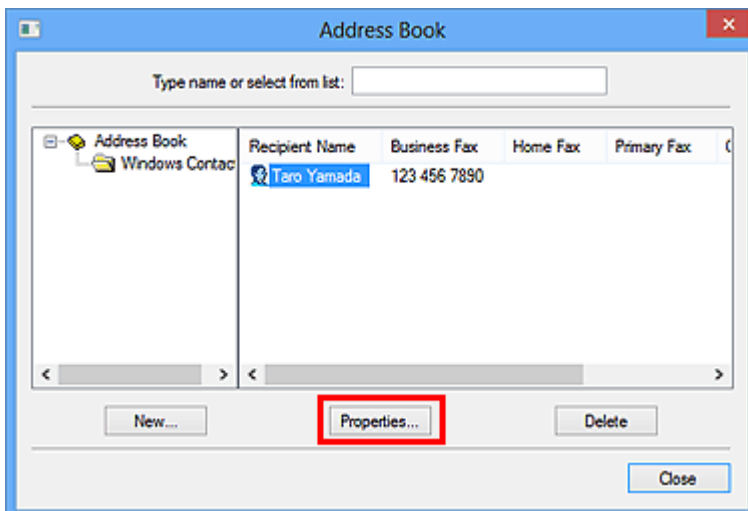 Address Book
Type name or select from list:
Address Book
Windows Contac
Recipient Name Business Fax Home Fax Primary Fax
Taro Yamada 123 456 7890
New... Properties... Delete
Close